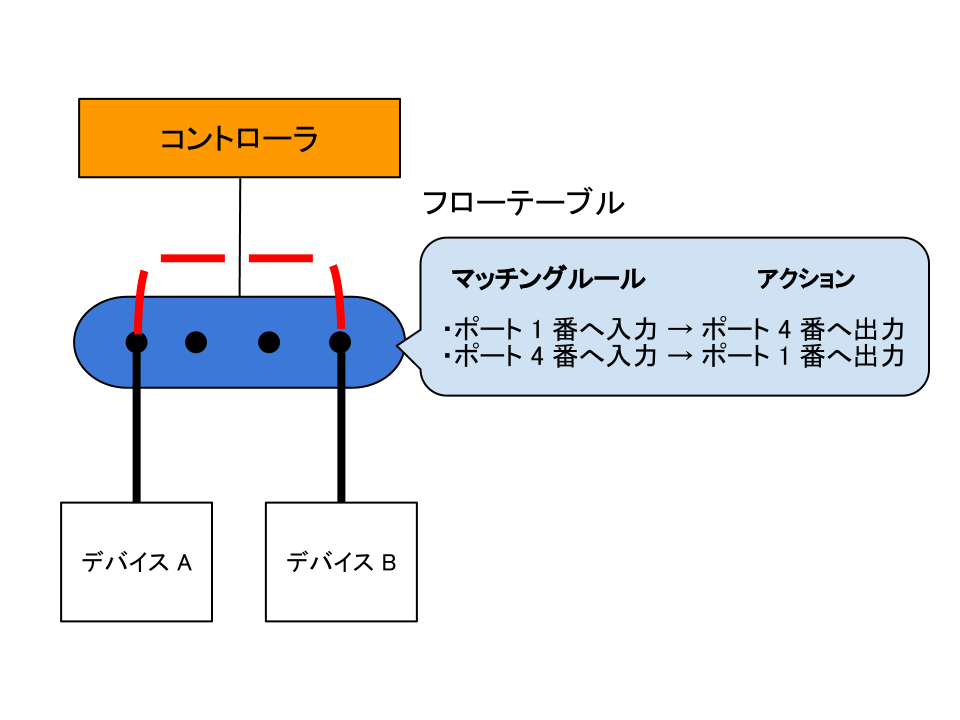 コントローラ
フローテーブル
マッチングルール アクション
・ポート 1 番へ入力 → ポート 4 番へ出力
・ポート 4 番へ入力 → ポート 1 番へ出力
デバイス A
デバイス B